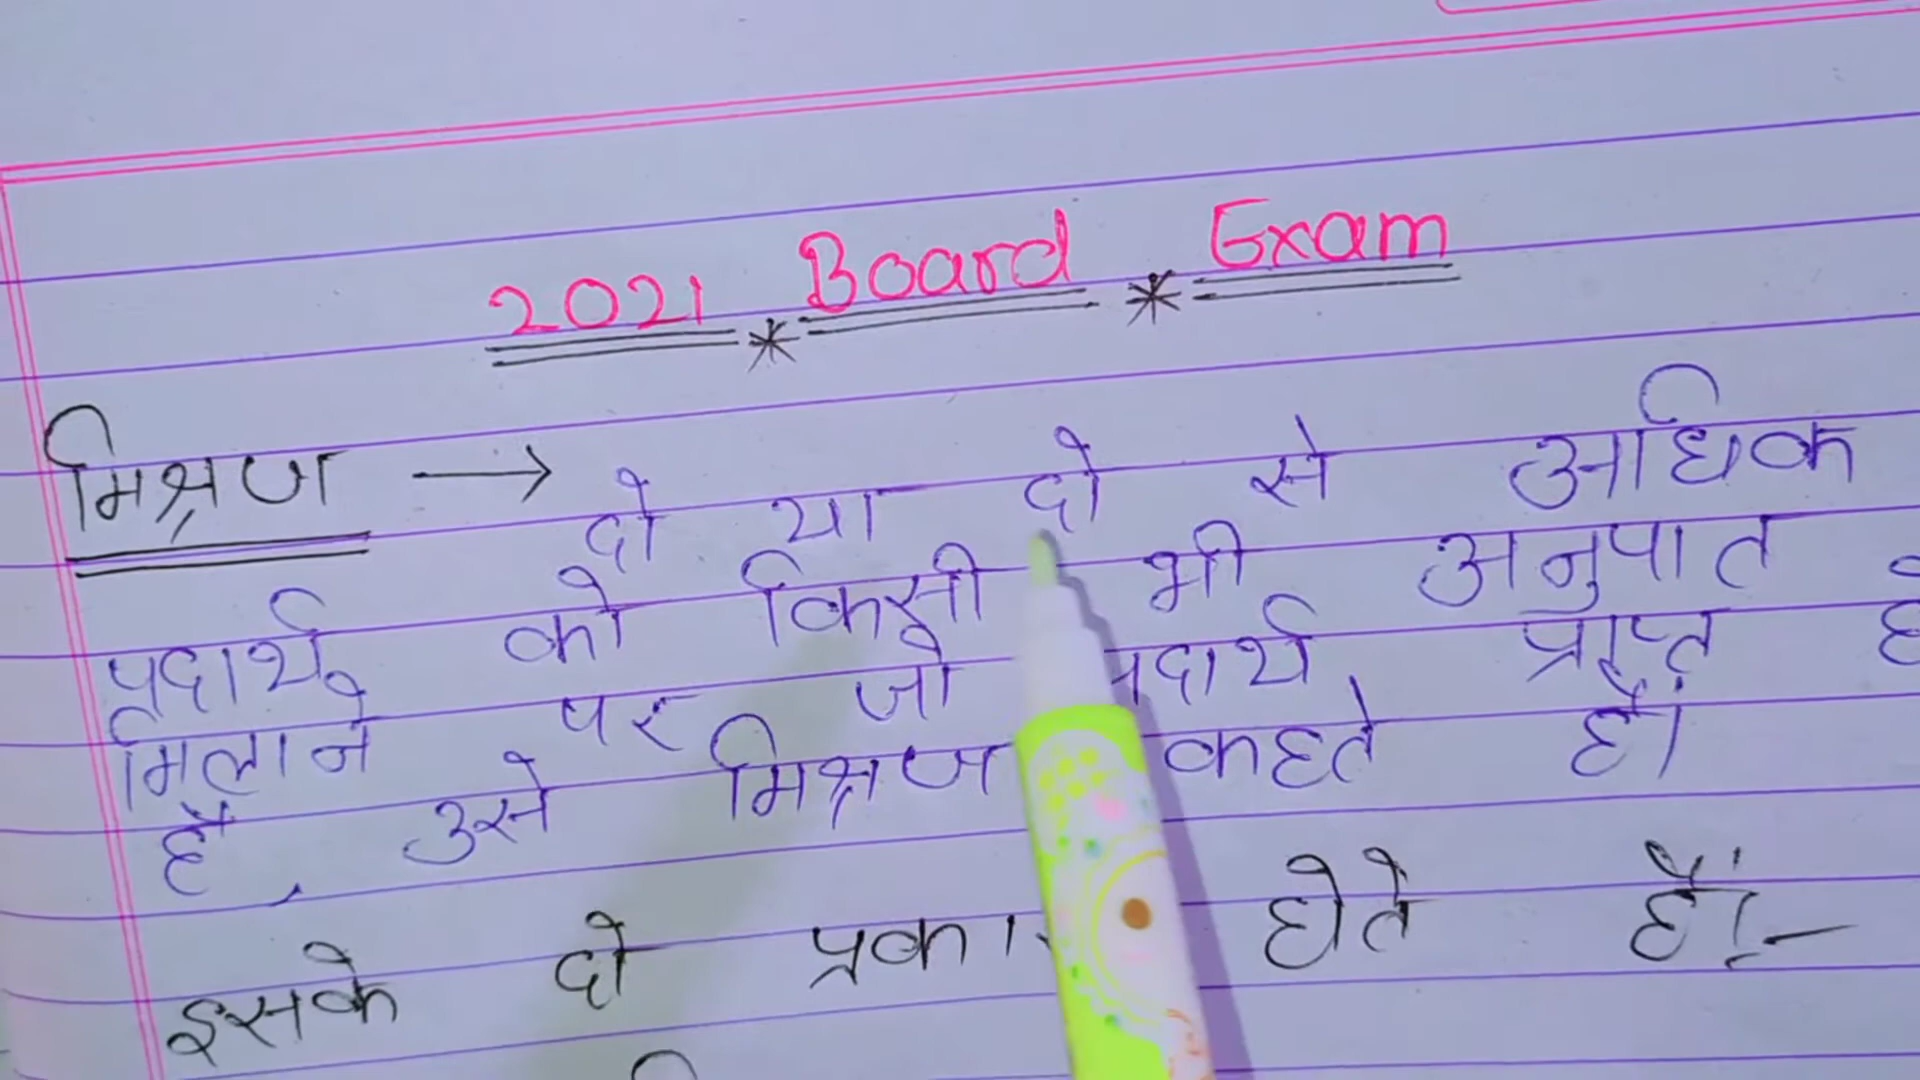 2021 * Board * Exam
मिश्रण → दो या दो से अधिक
पदार्थ को किसी भी अनुपात
मिलाने पर जो पदार्थ प्राप्त
है, उसे मिश्रण कहते हैं।
इसके दो प्रकार होते हैं।-